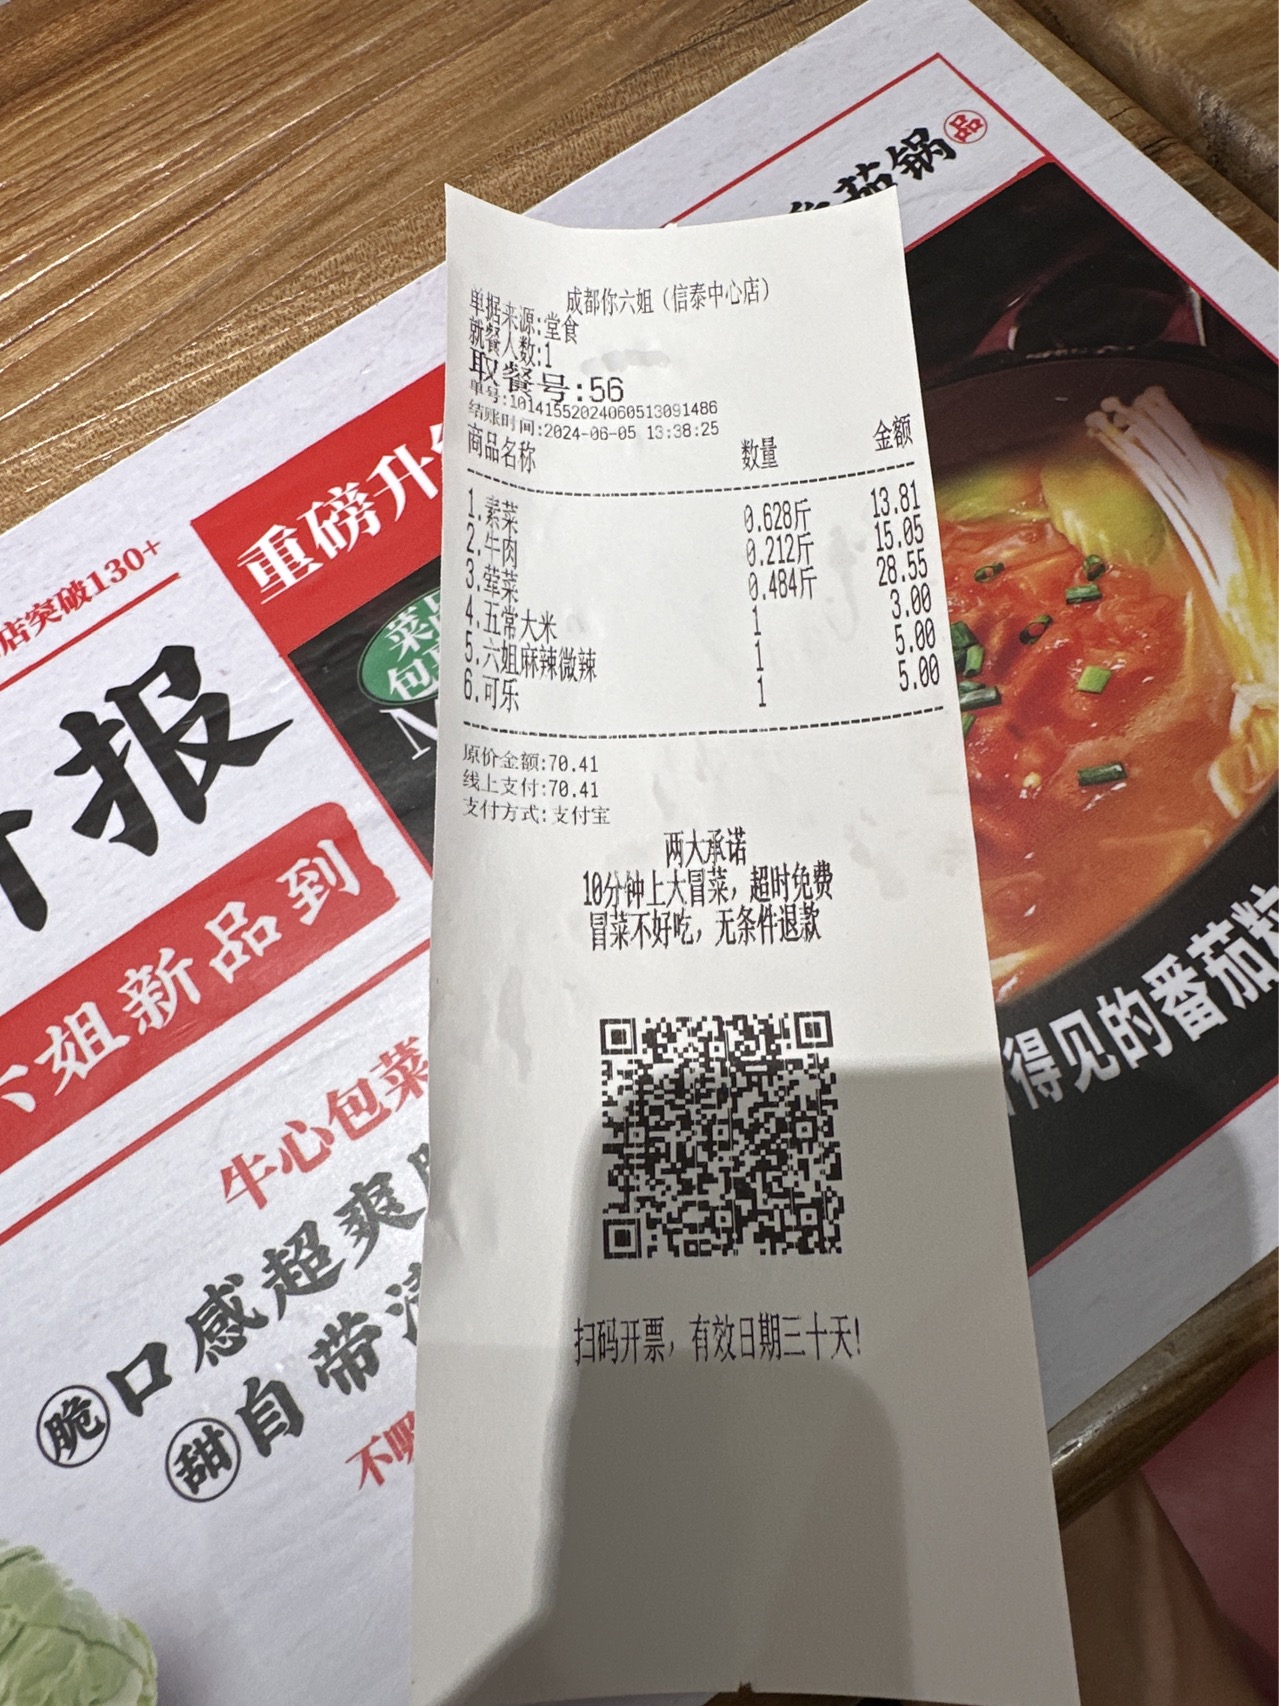 成都你六姐（信泰中心店）
单据来源:堂食
就餐人数:1
取餐号:56
单号:10141552024060513091486
结账时间:2024-06-05 13:38:25
商品名称 数量 金额
1.素菜 0.628斤 13.81
2.牛肉 0.212斤 15.05
3.荤菜 0.484斤 28.55
4.五常大米 1 3.00
5.六姐麻辣微辣 1 5.00
6.可乐 1 5.00
原价金额:70.41
线上支付:70.41
支付方式:支付宝
两大承诺
10分钟上大冒菜，超时免费
冒菜不好吃，无条件退款
扫码开票，有效日期三十天!
茄锅
品
重磅升
店突破130+
菜
包
报
六姐新品到
牛心包菜
脆 口感超爽
甜 自带
不
得见的番茄粒